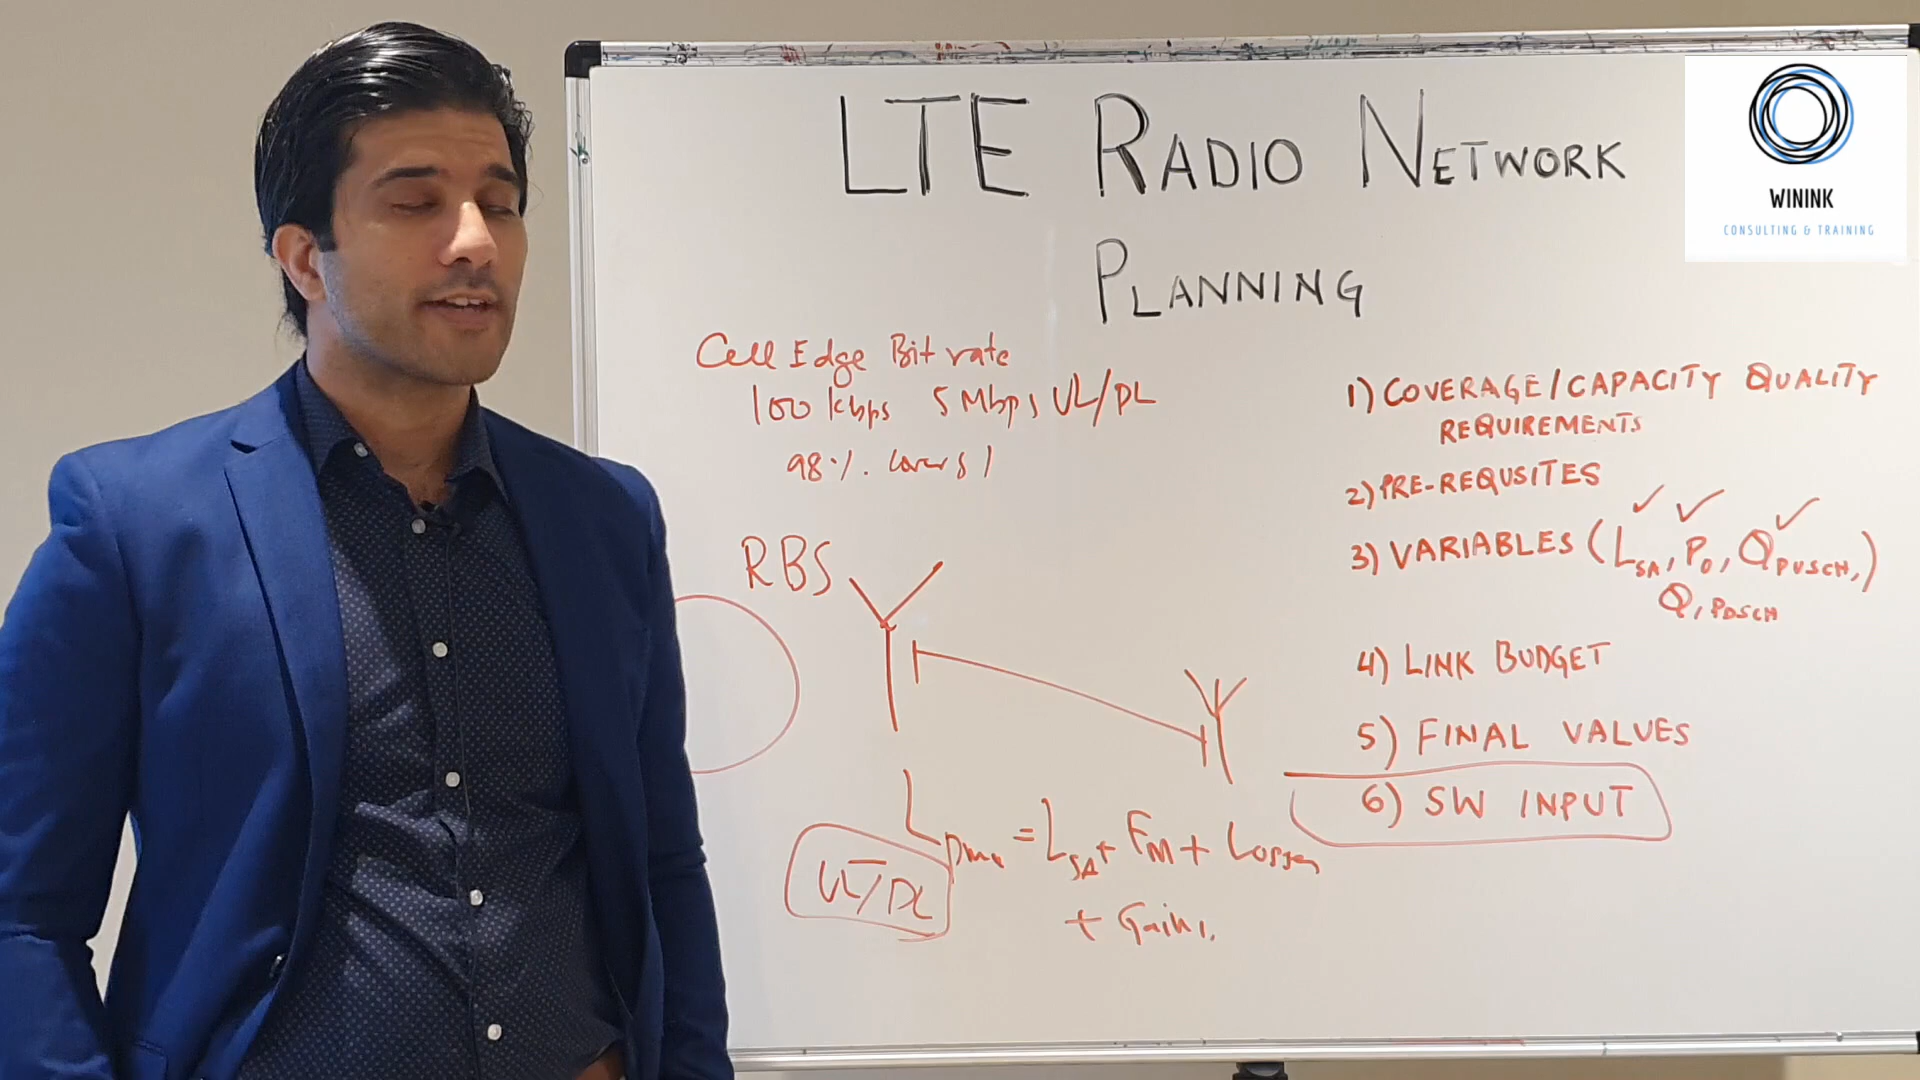 LTE RADIO NETWORK
PLANNING
WININK
CONSULTING & TRAINING
Cell Edge Bit rate
100 kbps 5 Mbps UL/DL
98%
RBS
UL/DL
L = LSA + FM + Losses
+ Gains.
1) COVERAGE/CAPACITY QUALITY
REQUIREMENTS
2) PRE-REQUSITES
3) VARIABLES (LSA, P0, QPUSCH,)
Q,PDSCH
4) LINK BUDGET
5) FINAL VALUES
6) SW INPUT